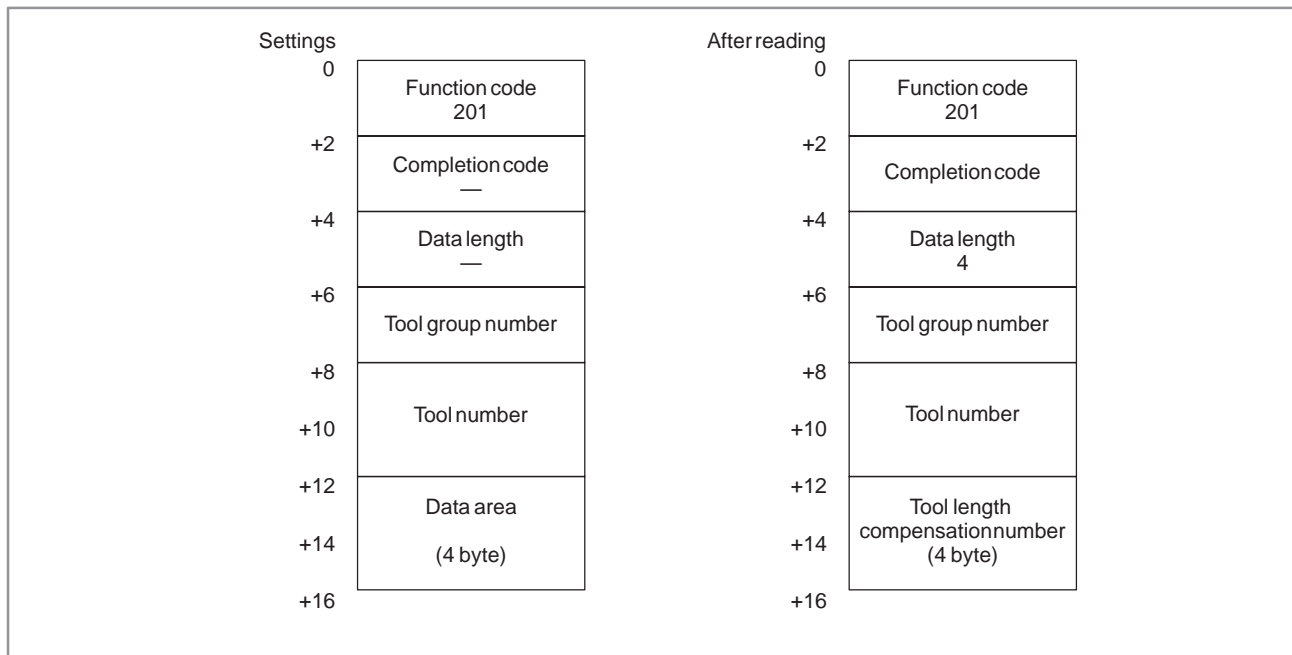 Settings
0
Function code
201
+2
Completion code
—
+4
Data length
—
+6
Tool group number
+8
Tool number
+10
+12
Data area
+14
(4 byte)
+16
After reading
0
Function code
201
+2
Completion code
+4
Data length
4
+6
Tool group number
+8
Tool number
+10
+12
Tool length
compensation number
+14
(4 byte)
+16